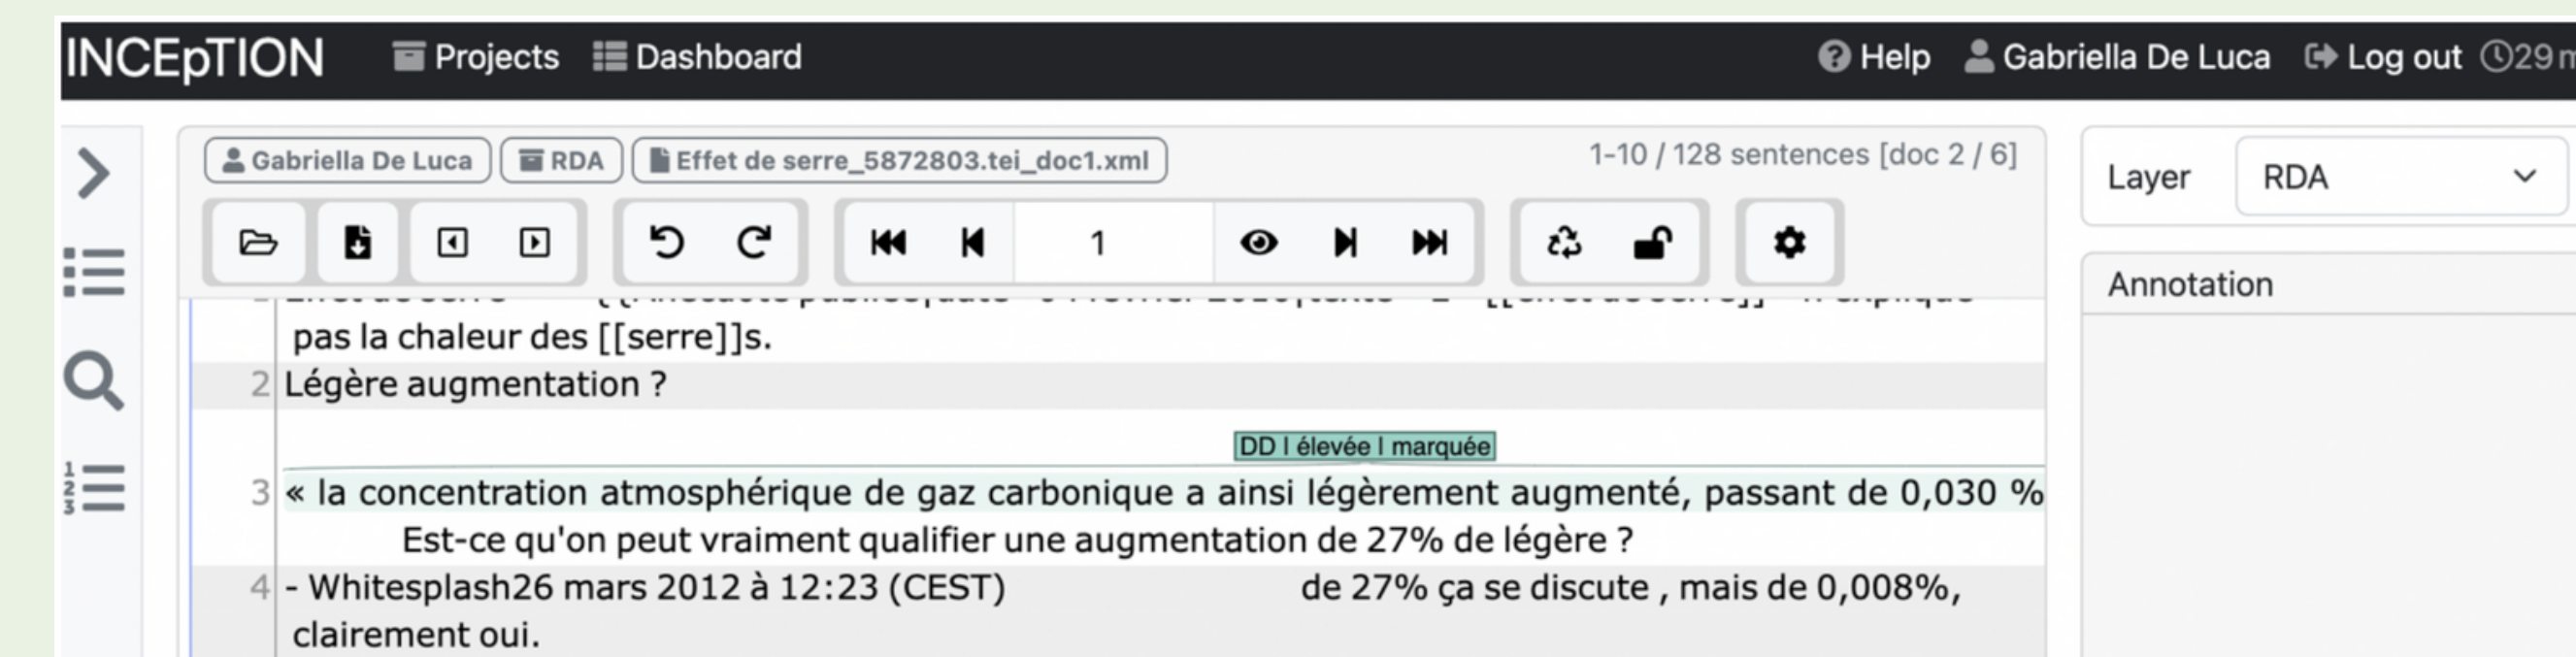 INCEpTION Projects Dashboard Help Gabriella De Luca Log out 29 m
Gabriella De Luca RDA Effet de serre_5872803.tei_doc1.xml 1-10 / 128 sentences [doc 2 / 6]
Layer RDA
1
Annotation
pas la chaleur des [[serre]]s.
2 Légère augmentation ?
DD | élevée | marquée
3 « la concentration atmosphérique de gaz carbonique a ainsi légèrement augmenté, passant de 0,030 %
Est-ce qu'on peut vraiment qualifier une augmentation de 27% de légère ?
4 - Whitesplash26 mars 2012 à 12:23 (CEST) de 27% ça se discute , mais de 0,008%,
clairement oui.